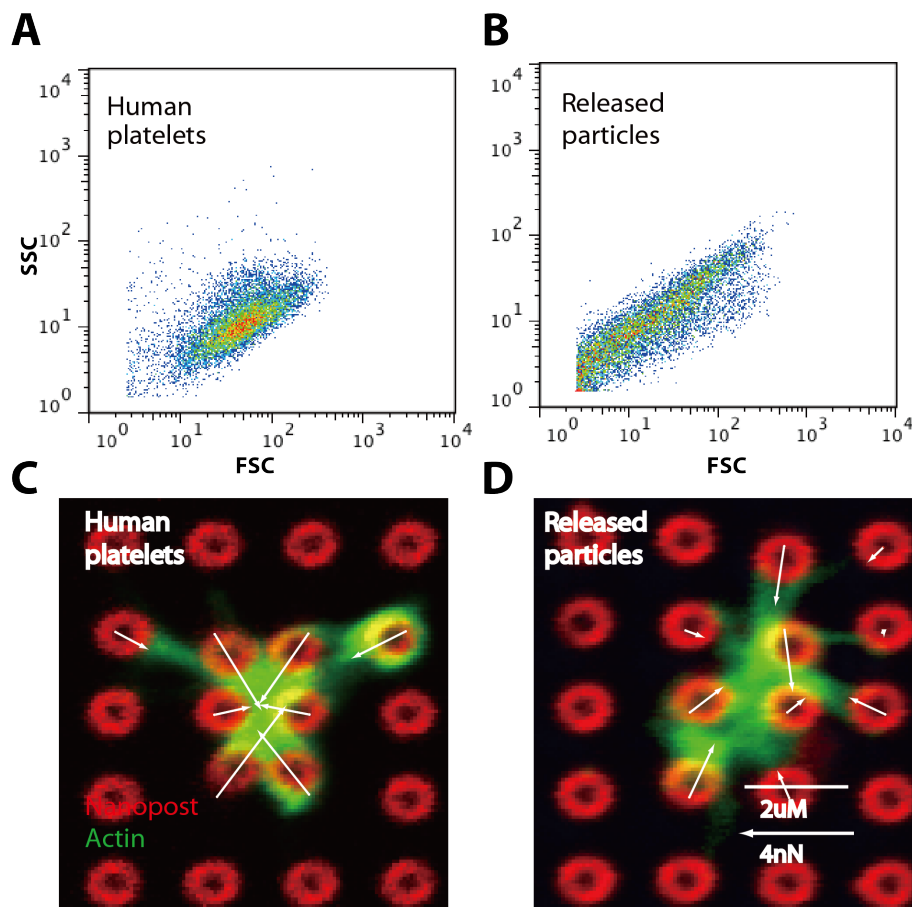 A
B
10^4
10^3
10^2
10^1
10^0
SSC
Human
platelets
10^0 10^1 10^2 10^3 10^4
FSC
10^4
10^3
10^2
10^1
10^0
Released
particles
10^0 10^1 10^2 10^3 10^4
FSC
C
D
Human
platelets
Nanopost
Actin
Released
particles
2uM
4nN